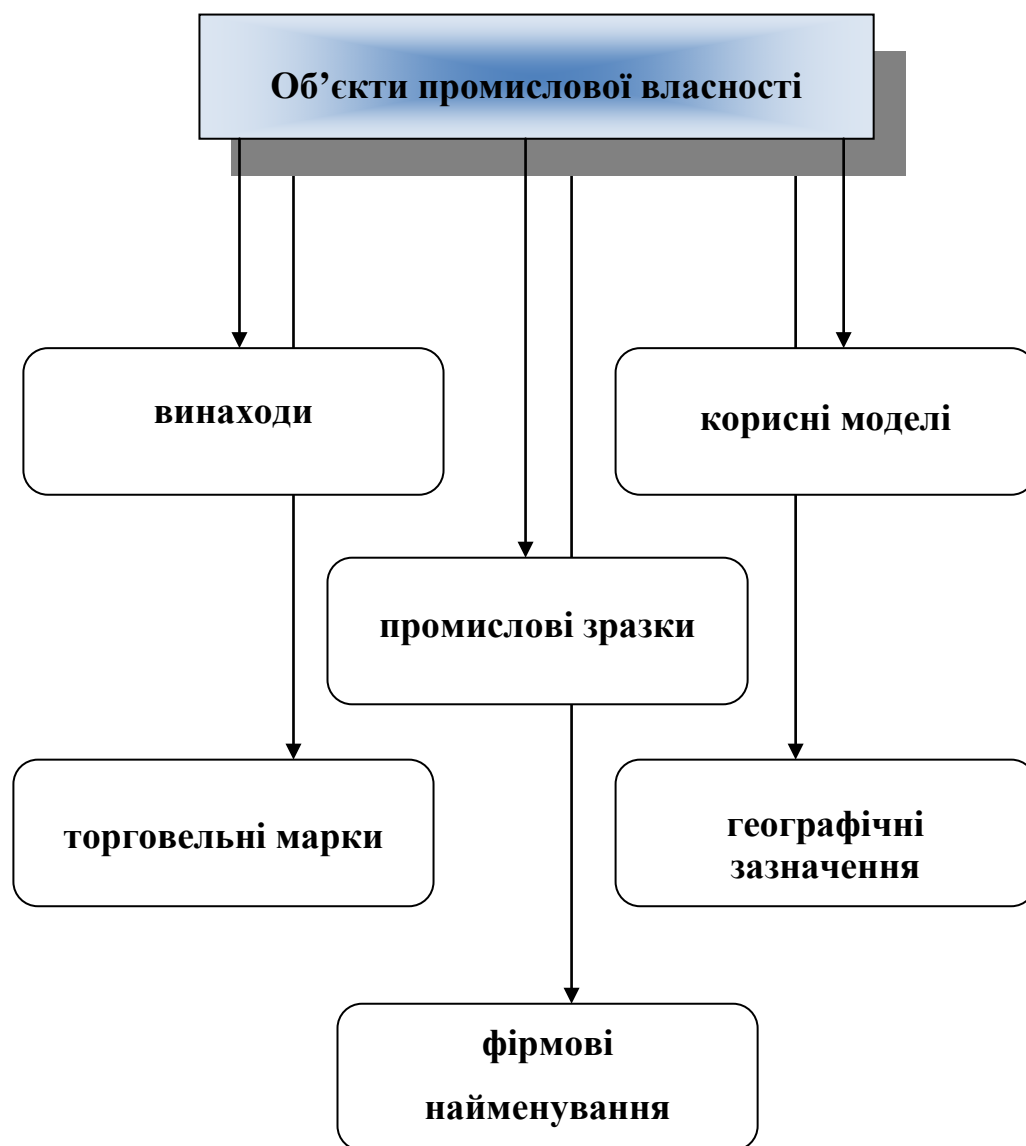 Об’єкти промислової власності
винаходи
корисні моделі
промислові зразки
торговельні марки
географічні
зазначення
фірмові
найменування